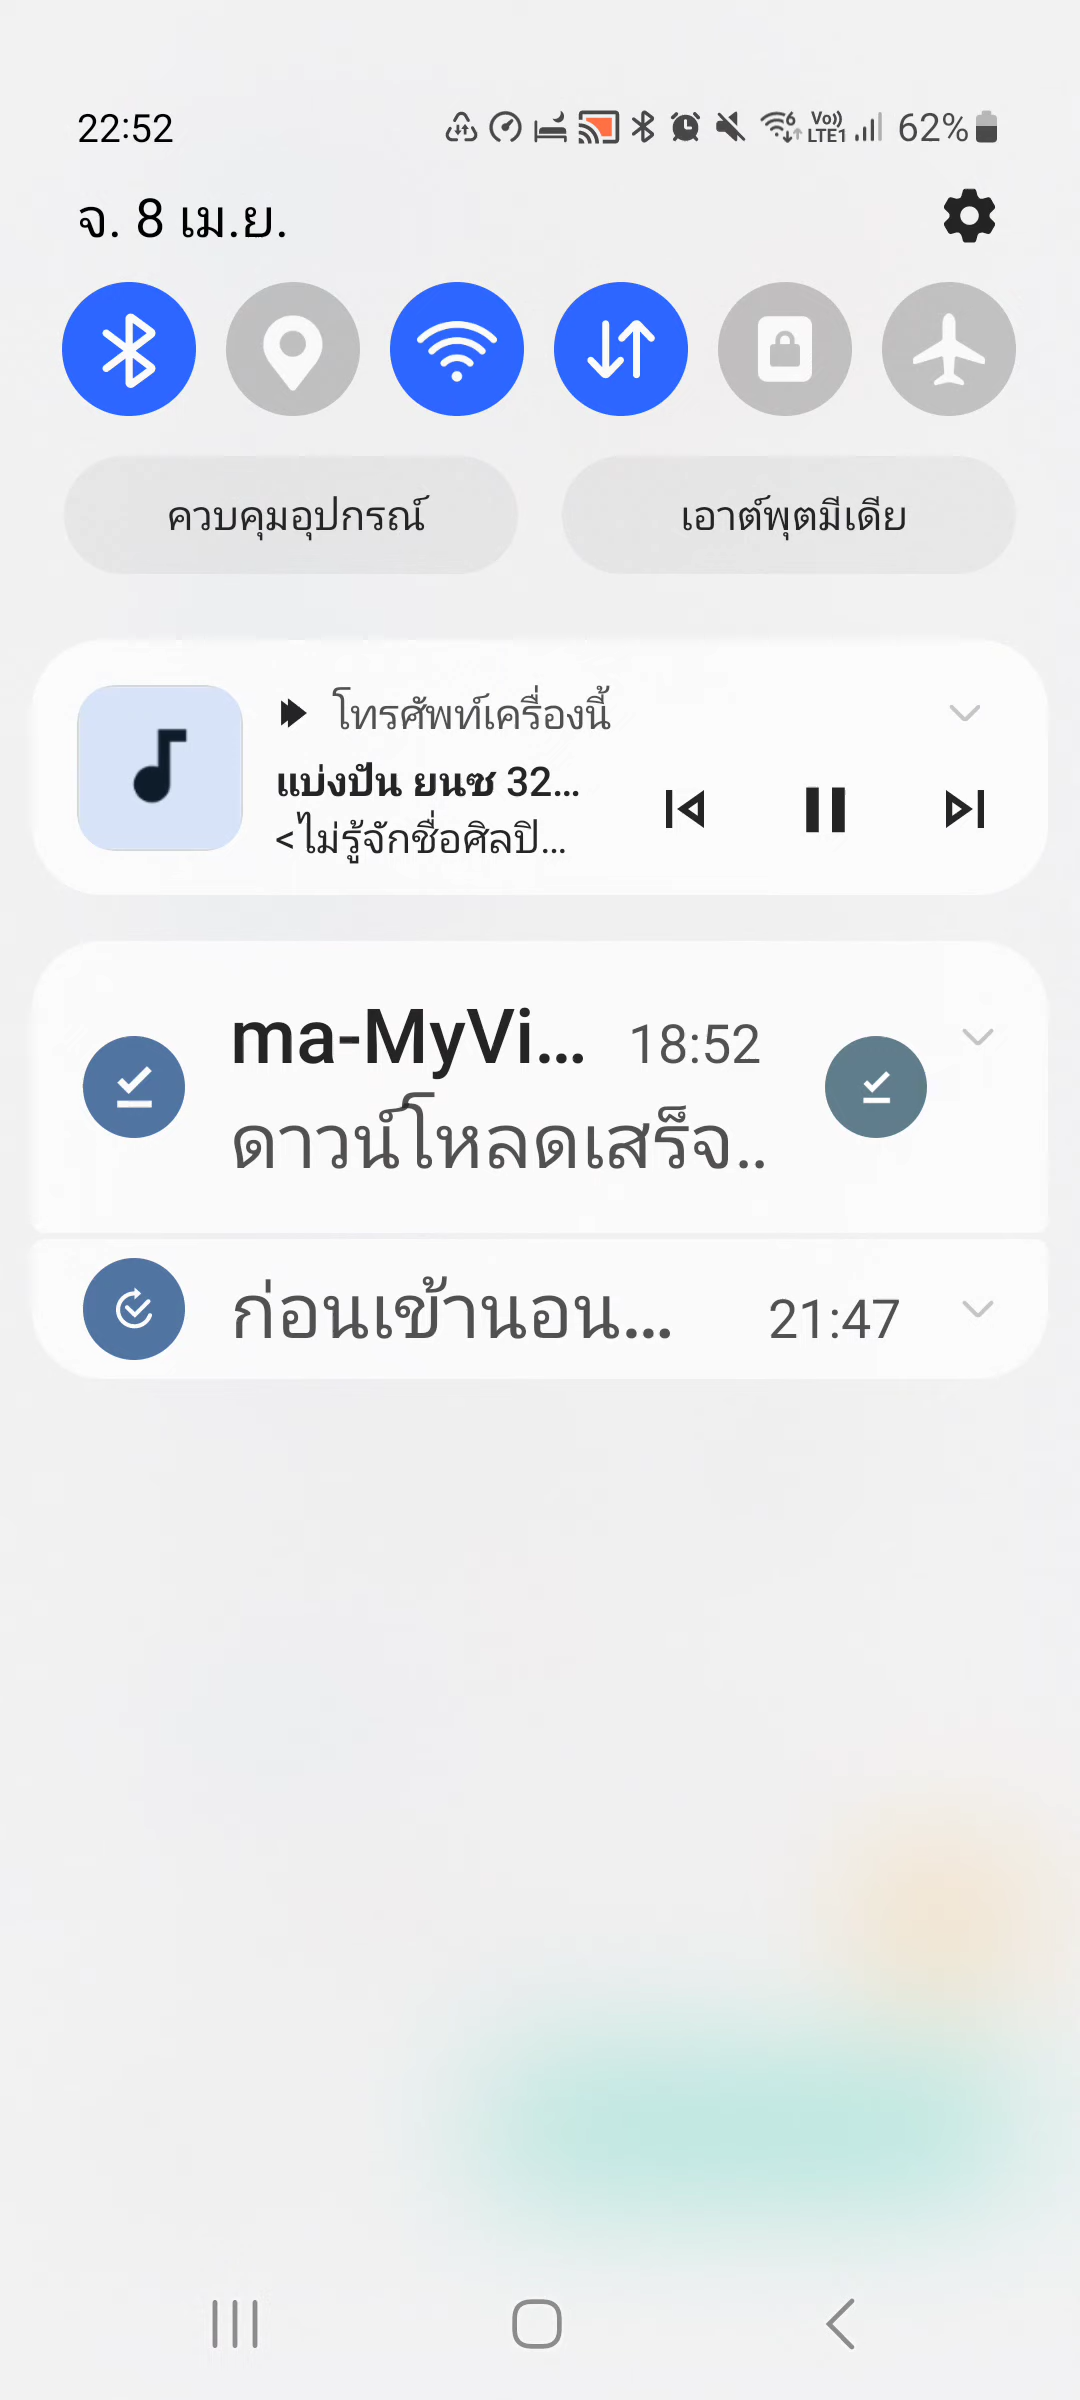 22:52
Vo)) LTE1
62%
จ. 8 เม.ย.
ควบคุมอุปกรณ์
เอาต์พุตมีเดีย
โทรศัพท์เครื่องนี้
แบ่งปัน ยนซ 32...
<ไม่รู้จักชื่อศิลปิ...
ma-MyVi... 18:52
ดาวน์โหลดเสร็จ..
ก่อนเข้านอน... 21:47